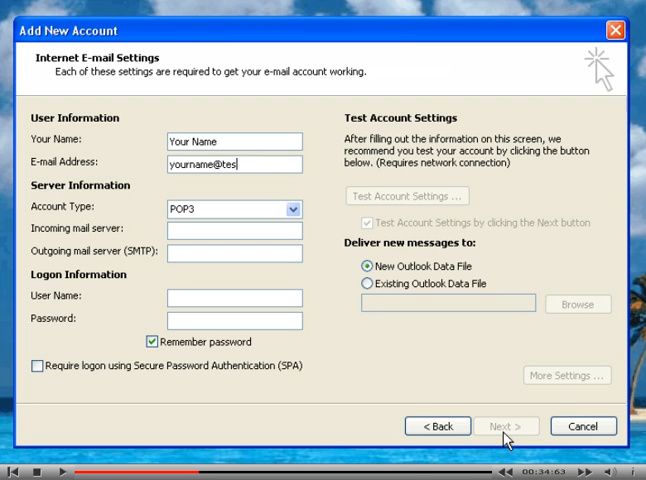 Add New Account
Internet E-mail Settings
Each of these settings are required to get your e-mail account working.
User Information
Your Name:
Your Name
E-mail Address:
yourname@tes
Server Information
Account Type:
POP3
Incoming mail server:
Outgoing mail server (SMTP):
Logon Information
User Name:
Password:
Remember password
Require logon using Secure Password Authentication (SPA)
Test Account Settings
After filling out the information on this screen, we
recommend you test your account by clicking the button
below. (Requires network connection)
Test Account Settings ...
Test Account Settings by clicking the Next button
Deliver new messages to:
New Outlook Data File
Existing Outlook Data File
Browse
More Settings ...
< Back
Next >
Cancel
00:34:63